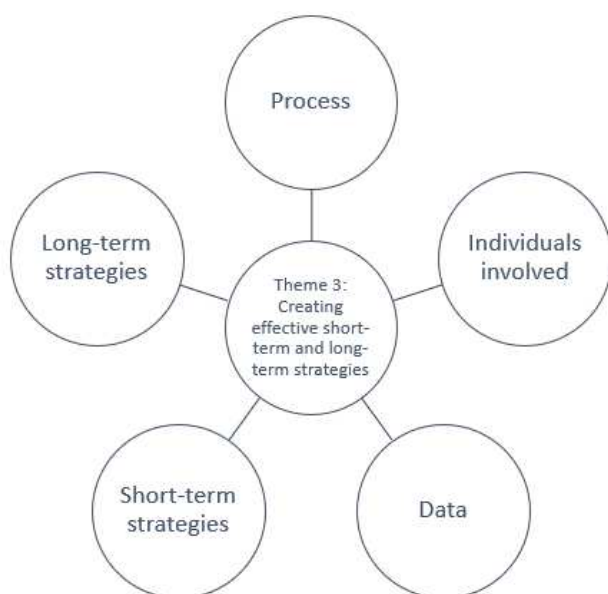 Process
Long-term
strategies
Individuals
involved
Theme 3:
Creating
effective short-
term and long-
term strategies
Short-term
strategies
Data